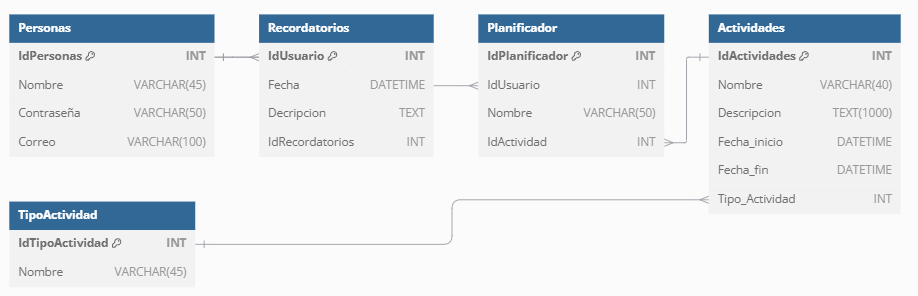 Personas
IdPersonas INT
Nombre VARCHAR(45)
Contraseña VARCHAR(50)
Correo VARCHAR(100)
Recordatorios
IdUsuario INT
Fecha DATETIME
Decripcion TEXT
IdRecordatorios INT
Planificador
IdPlanificador INT
IdUsuario INT
Nombre VARCHAR(50)
IdActividad INT
Actividades
IdActividades INT
Nombre VARCHAR(40)
Descripcion TEXT(1000)
Fecha_inicio DATETIME
Fecha_fin DATETIME
Tipo_Actividad INT
TipoActividad
IdTipoActividad INT
Nombre VARCHAR(45)